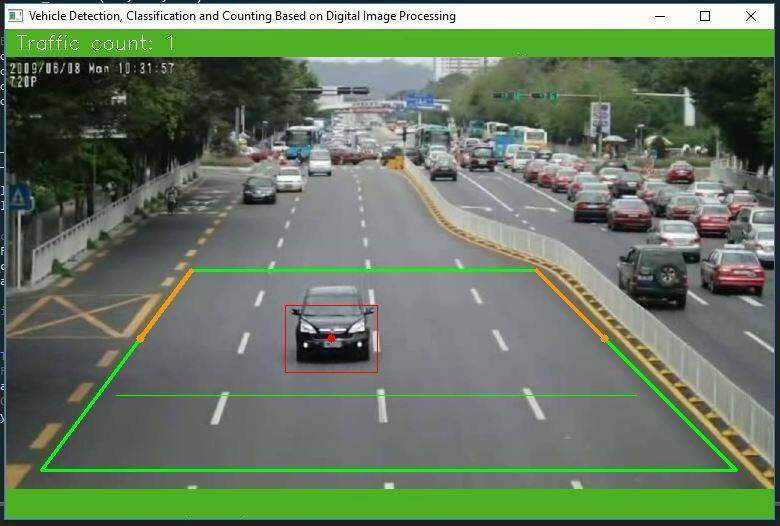 Vehicle Detection, Classification and Counting Based on Digital Image Processing
Traffic count: 1
2009/06/08 Mon 10:31:57
720P